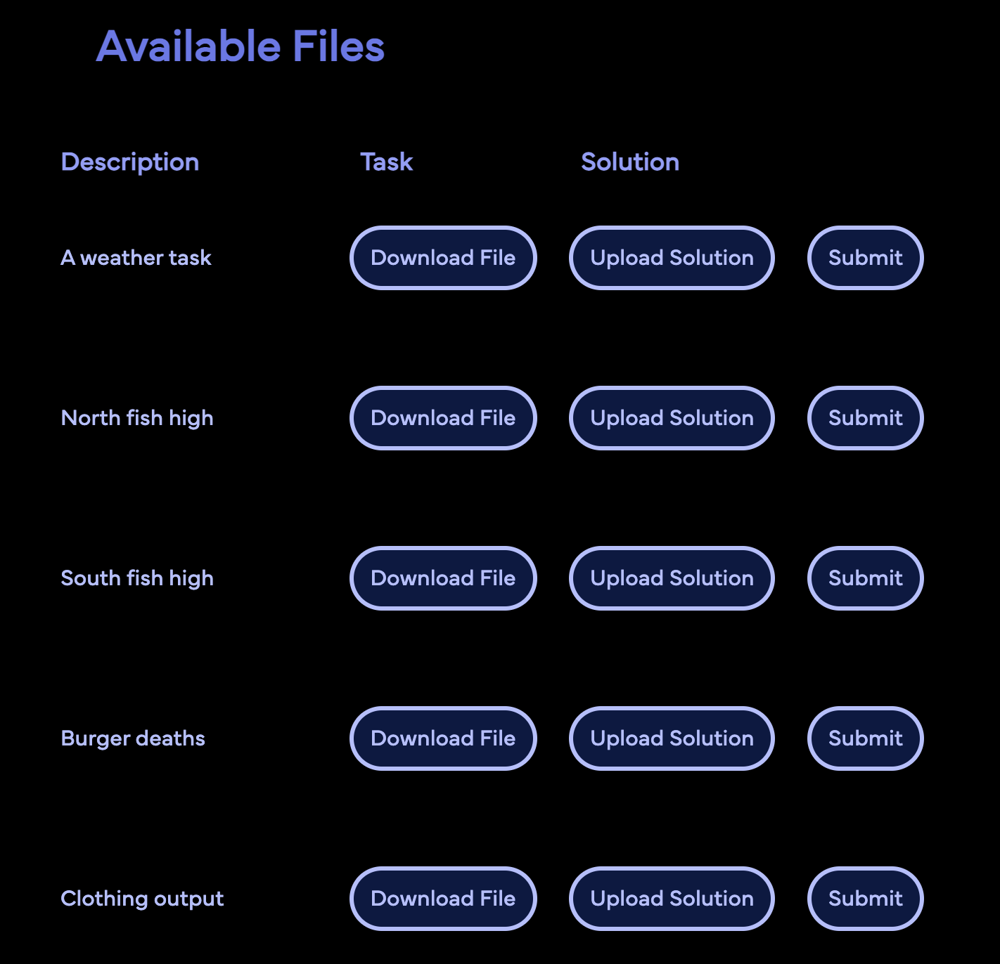 Available Files
Description Task Solution
A weather task Download File Upload Solution Submit
North fish high Download File Upload Solution Submit
South fish high Download File Upload Solution Submit
Burger deaths Download File Upload Solution Submit
Clothing output Download File Upload Solution Submit